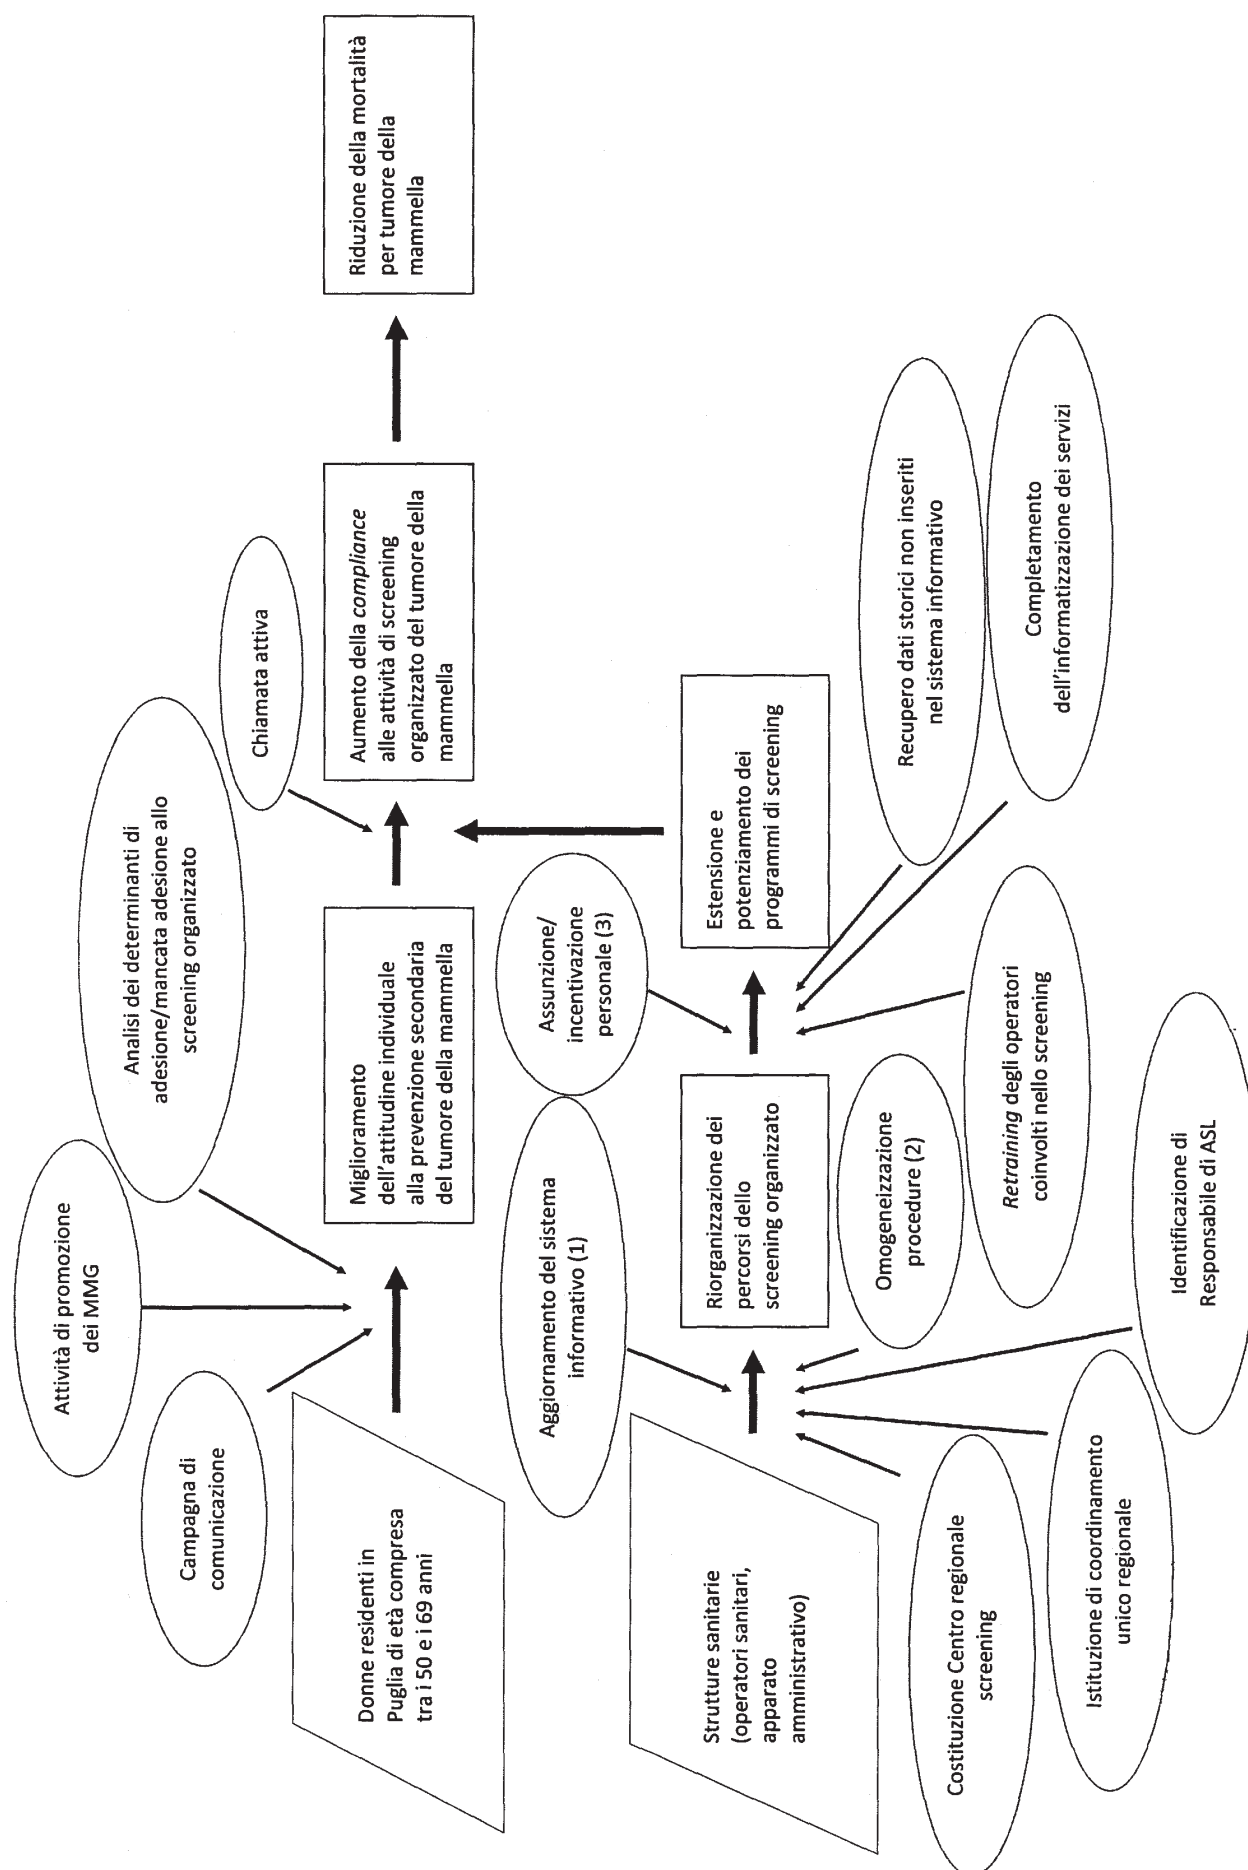 Attività di promozione
dei MMG
Analisi dei determinanti di
adesione/mancata adesione allo
screening organizzato
Campagna di
comunicazione
Chiamata attiva
Donne residenti in
Puglia di età compresa
tra i 50 e i 69 anni
Miglioramento
dell'attitudine individuale
alla prevenzione secondaria
del tumore della mammella
Aumento della compliance
alle attività di screening
organizzato del tumore della
mammella
Riduzione della mortalità
per tumore della
mammella
Aggiornamento del sistema
informativo (1)
Assunzione/
incentivazione
personale (3)
Strutture sanitarie
(operatori sanitari,
apparato
amministrativo)
Riorganizzazione dei
percorsi dello
screening organizzato
Estensione e
potenziamento dei
programmi di screening
Omogeneizzazione
procedure (2)
Recupero dati storici non inseriti
nel sistema informativo
Costituzione Centro regionale
screening
Retraining degli operatori
coinvolti nello screening
Completamento
dell'informatizzazione dei servizi
Istituzione di coordinamento
unico regionale
Identificazione di
Responsabile di ASL